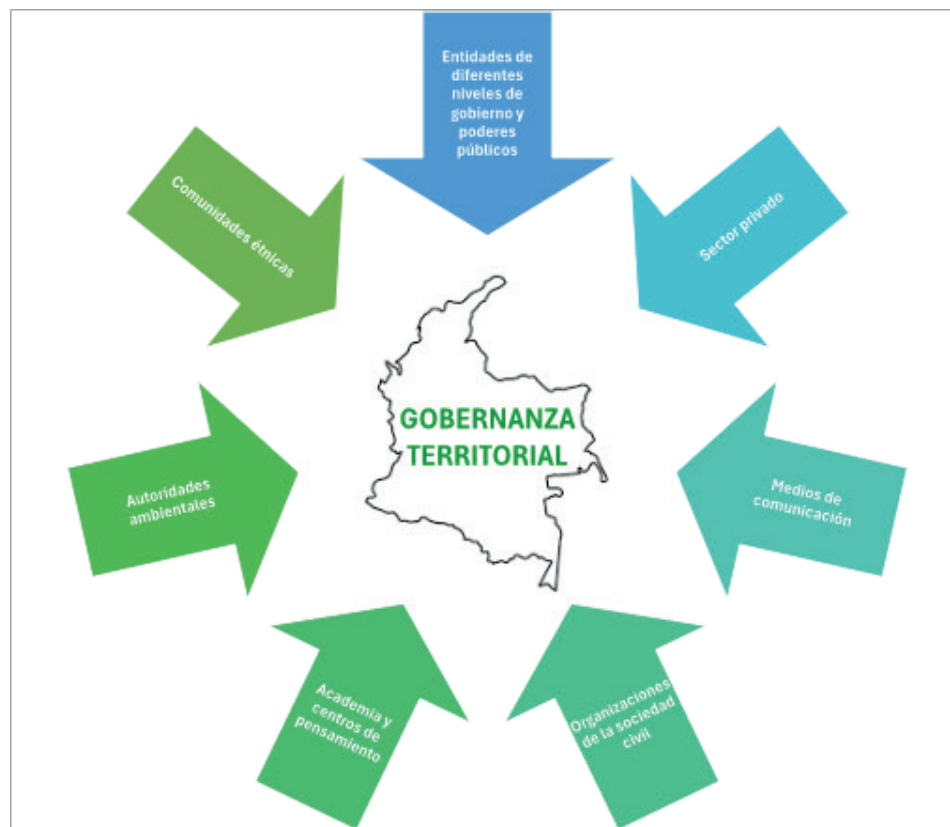 Entidades de
diferentes
niveles de
gobierno y
poderes
públicos
Sector privado
Medios de
comunicación
Organizaciones
de la sociedad
civil
Academia y
centros de
pensamiento
Autoridades
ambientales
Comunidades étnicas
GOBERNANZA
TERRITORIAL